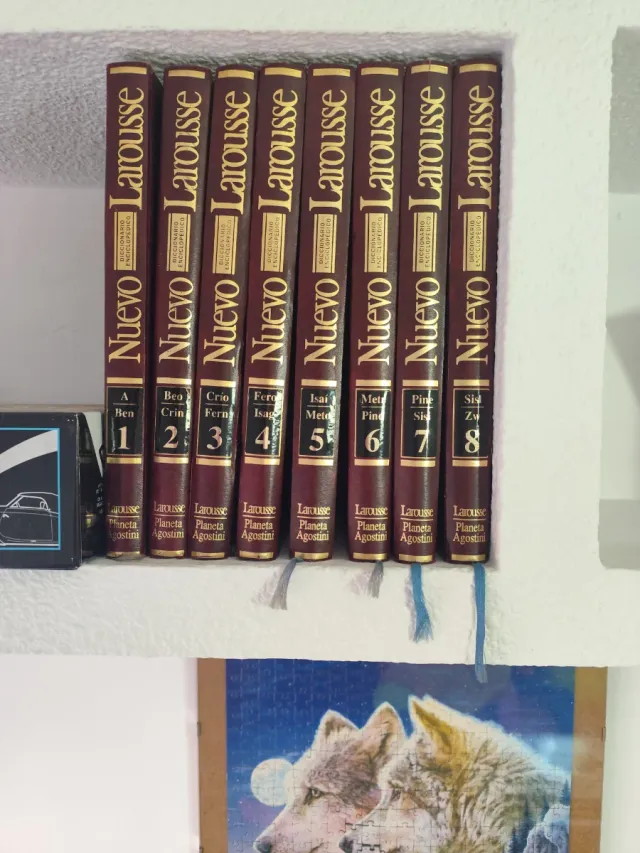 Nuevo DICCIONARIO Larousse
ENCICLOPÉDICO
A
Ben
1
Larousse
Planeta
Agostini
Nuevo DICCIONARIO Larousse
ENCICLOPÉDICO
Beo
Crin
2
Larousse
Planeta
Agostini
Nuevo DICCIONARIO Larousse
ENCICLOPÉDICO
Crío
Fern
3
Larousse
Planeta
Agostini
Nuevo DICCIONARIO Larousse
ENCICLOPÉDICO
Fero
Isag
4
Larousse
Planeta
Agostini
Nuevo DICCIONARIO Larousse
ENCICLOPÉDICO
Isaí
Meto
5
Larousse
Planeta
Agostini
Nuevo DICCIONARIO Larousse
ENCICLOPÉDICO
Metr
Pind
6
Larousse
Planeta
Agostini
Nuevo DICCIONARIO Larousse
ENCICLOPÉDICO
Pine
Sisi
7
Larousse
Planeta
Agostini
Nuevo DICCIONARIO Larousse
ENCICLOPÉDICO
Sisl
Zw
8
Larousse
Planeta
Agostini